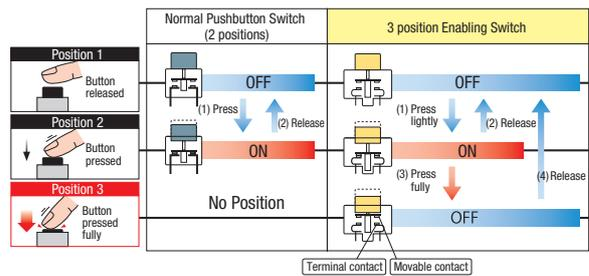 Normal Pushbutton Switch
(2 positions)
3 position Enabling Switch
Position 1
Button
released
OFF
OFF
(1) Press
(2) Release
(1) Press
lightly
(2) Release
Position 2
Button
pressed
ON
ON
(3) Press
fully
(4) Release
Position 3
Button
pressed
fully
No Position
OFF
Terminal contact
Movable contact